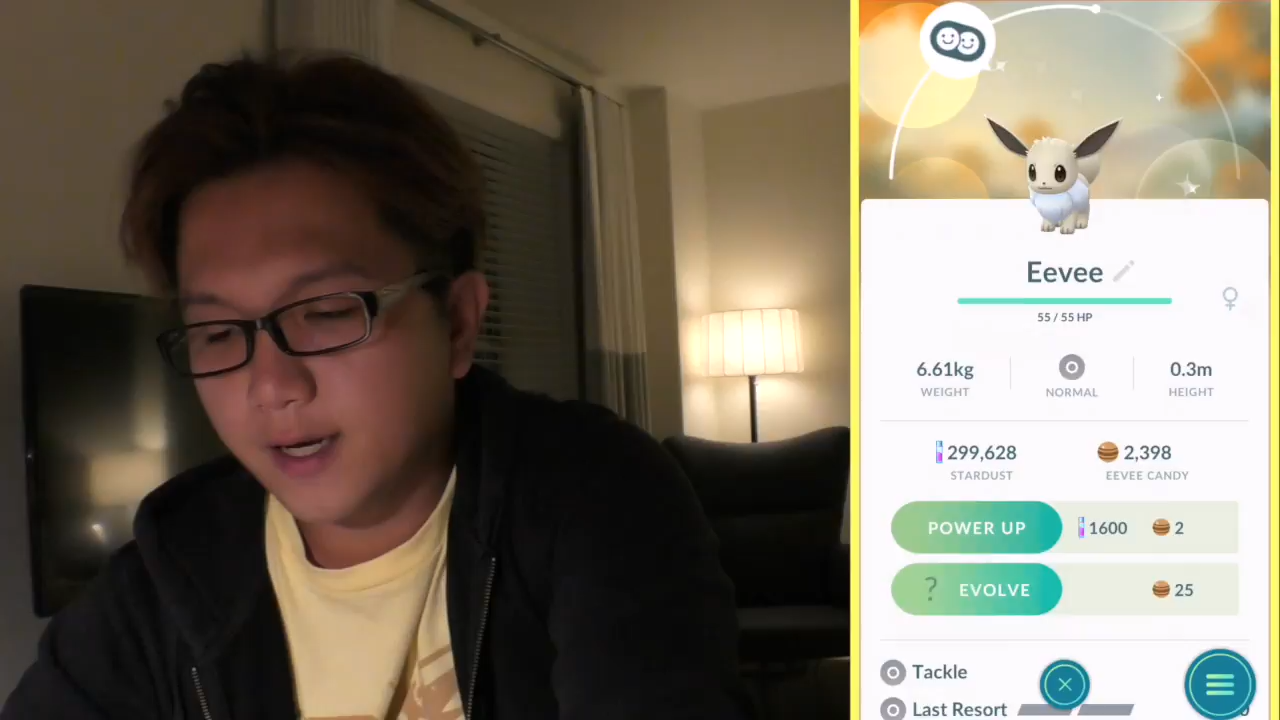 Eevee
55 / 55 HP
6.61kg
WEIGHT
NORMAL
0.3m
HEIGHT
299,628
STARDUST
2,398
EEVEE CANDY
POWER UP 1600 2
? EVOLVE 25
Tackle
Last Resort